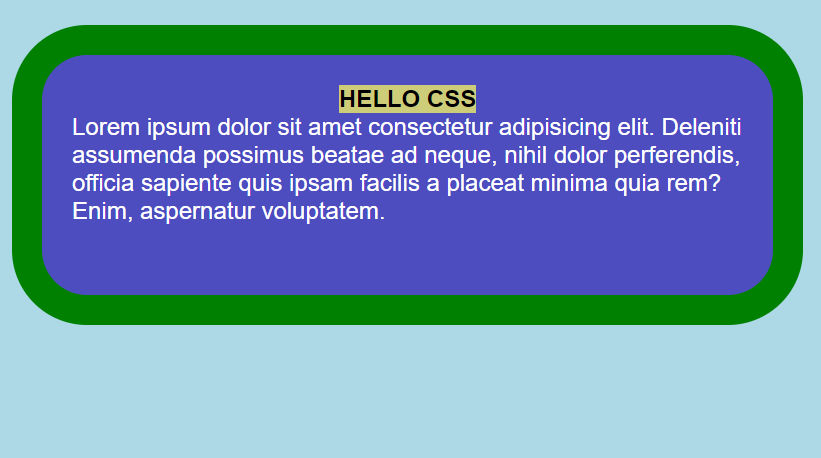 HELLO CSS
Lorem ipsum dolor sit amet consectetur adipisicing elit. Deleniti
assumenda possimus beatae ad neque, nihil dolor perferendis,
officia sapiente quis ipsam facilis a placeat minima quia rem?
Enim, aspernatur voluptatem.